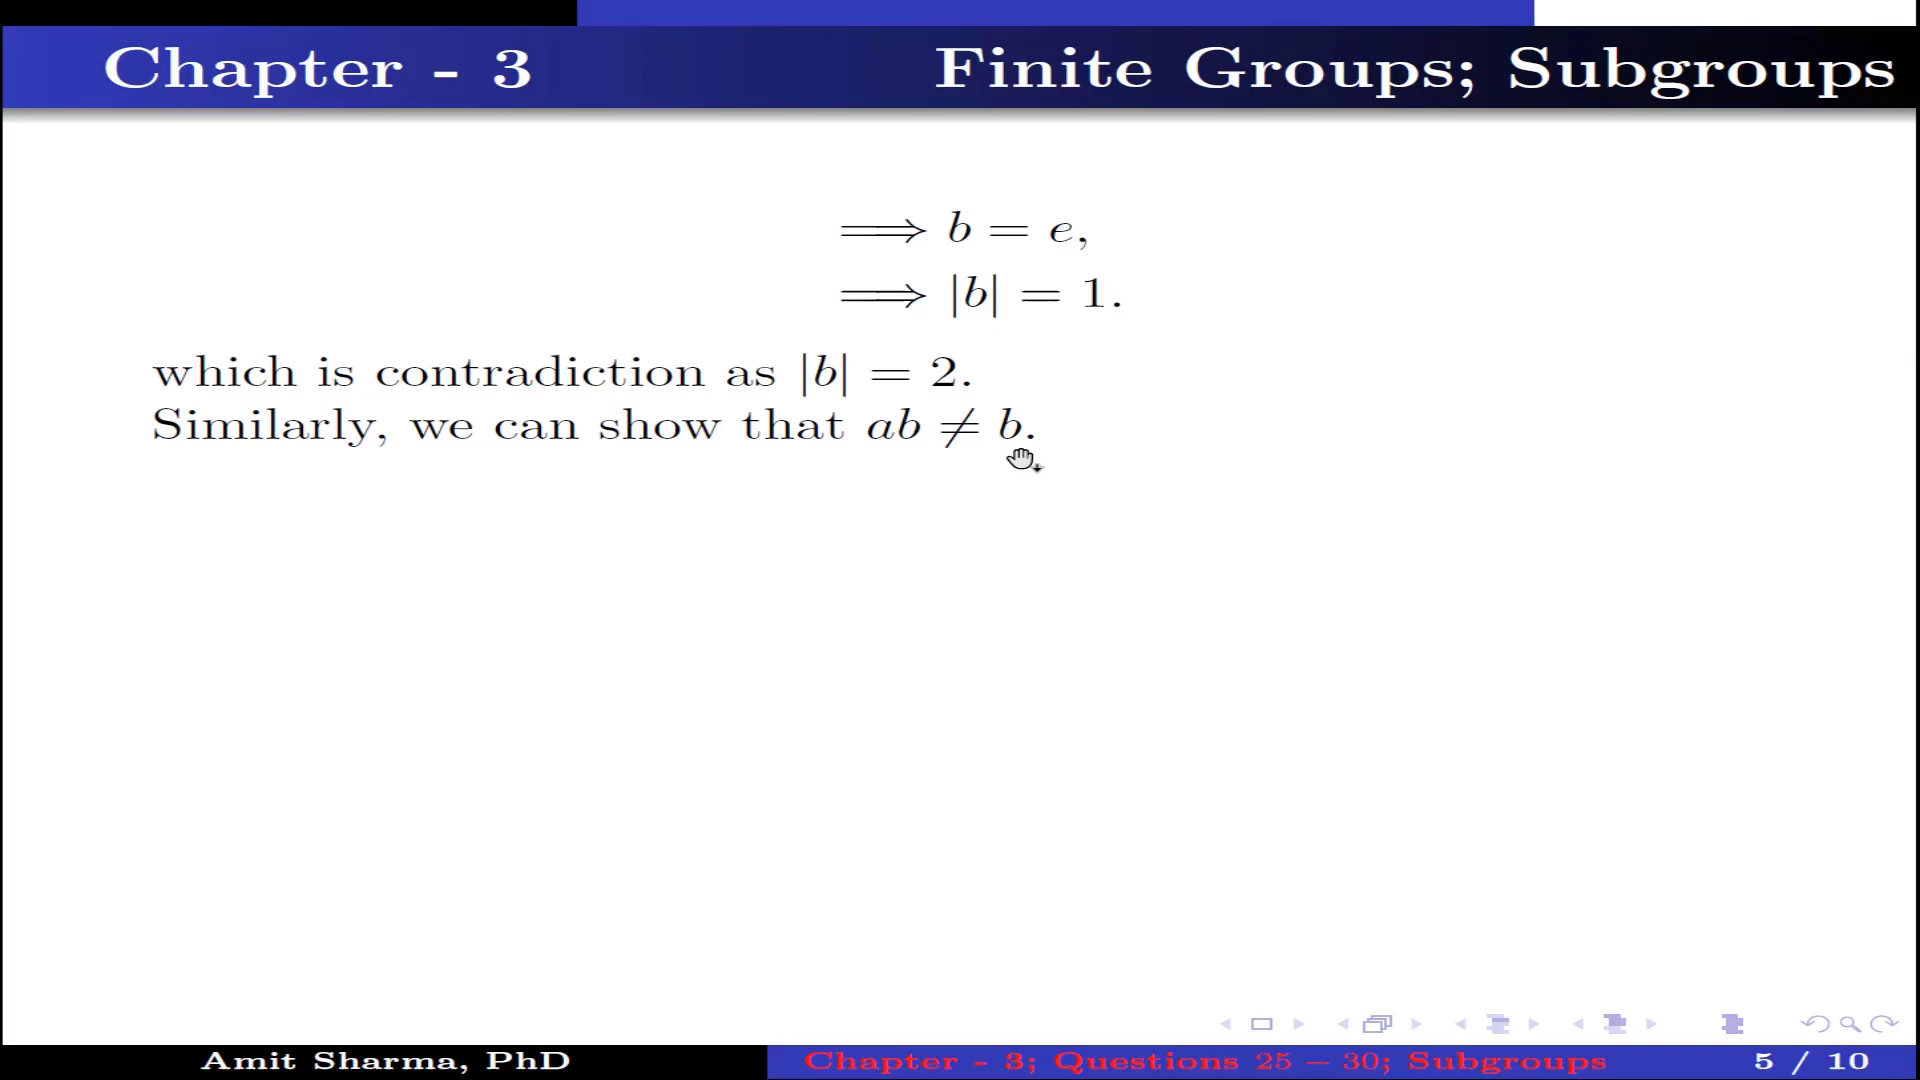 Chapter - 3 Finite Groups; Subgroups
⟹ b = e,
⟹ |b| = 1.
which is contradiction as |b| = 2.
Similarly, we can show that ab ≠ b.
Amit Sharma, PhD Chapter - 3; Questions 25 – 30; Subgroups 5 / 10